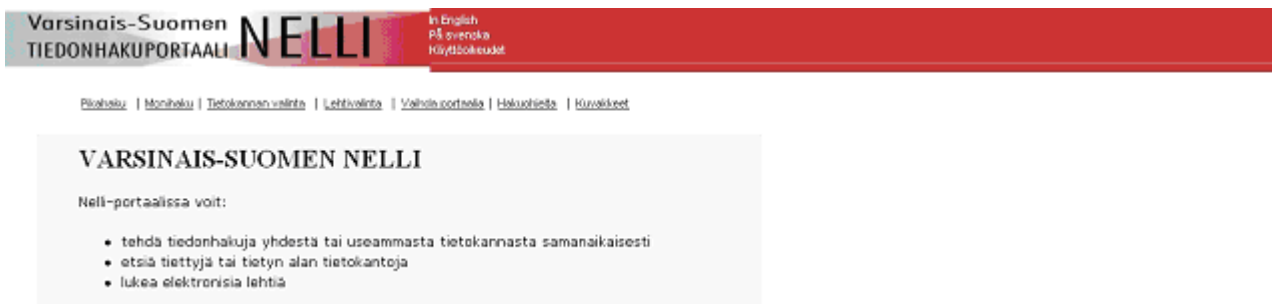 Varsinais-Suomen
TIEDONHAKUPORTAALI NELLI
In English
På svenska
Käyttöoikeudet
Pikahaku | Monihaku | Tietokannan valinta | Lehtivalinta | Vaihda portaalia | Hakuohjeita | Kuvakkeet
VARSINAIS-SUOMEN NELLI
Nelli-portaalissa voit:
• tehdä tiedonhakuja yhdestä tai useammasta tietokannasta samanaikaisesti
• etsiä tiettyjä tai tietyn alan tietokantoja
• lukea elektronisia lehtiä